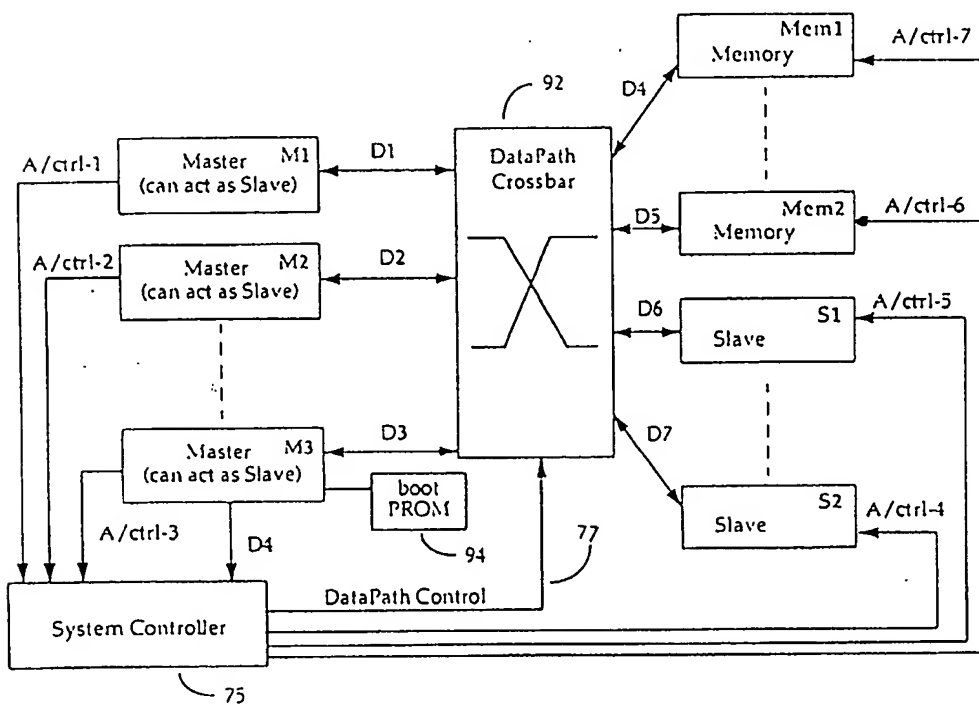 Mem1
Memory
A/ctrl-7
92
D4
A/ctrl-1
Master M1
(can act as Slave)
D1
DataPath
Crossbar
Mem2
Memory
A/ctrl-6
D5
A/ctrl-2
Master M2
(can act as Slave)
D2
D6
S1
Slave
A/ctrl-5
Master M3
(can act as Slave)
D3
D7
boot
PROM
S2
Slave
A/ctrl-4
A/ctrl-3
D4
94
77
DataPath Control
System Controller
75